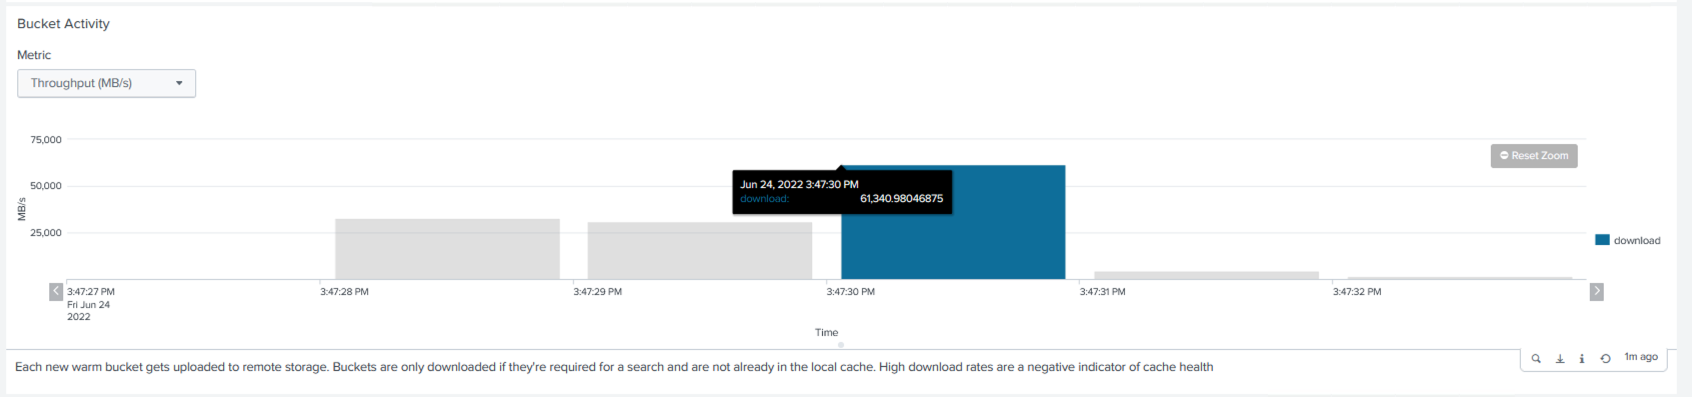 Bucket Activity
Metric
Throughput (MB/s)
75,000
Reset Zoom
50,000
Jun 24, 2022 3:47:30 PM
download: 61,340.98046875
MB/s
25,000
download
3:47:27 PM 3:47:28 PM 3:47:29 PM 3:47:30 PM 3:47:31 PM 3:47:32 PM
Fri Jun 24
2022
Time
1m ago
Each new warm bucket gets uploaded to remote storage. Buckets are only downloaded if they're required for a search and are not already in the local cache. High download rates are a negative indicator of cache health